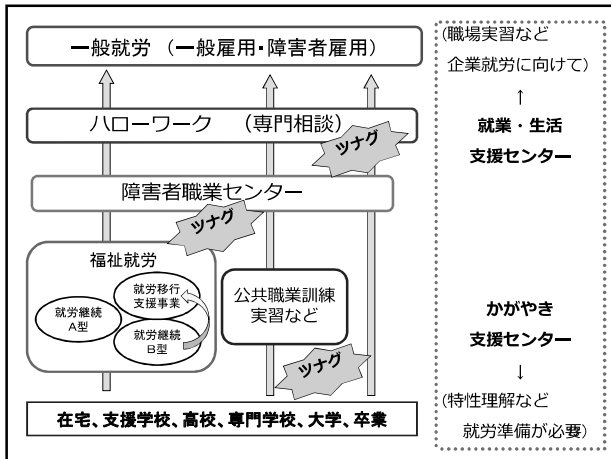 一般就労 (一般雇用・障害者雇用)
ハローワーク (専門相談)
ツナグ
障害者職業センター
ツナグ
福祉就労
就労移行
支援事業
就労継続
A型
就労継続
B型
公共職業訓練
実習など
ツナグ
在宅、支援学校、高校、専門学校、大学、卒業
(職場実習など
企業就労に向けて)
↑
就業・生活
支援センター
かがやき
支援センター
↓
(特性理解など
就労準備が必要)